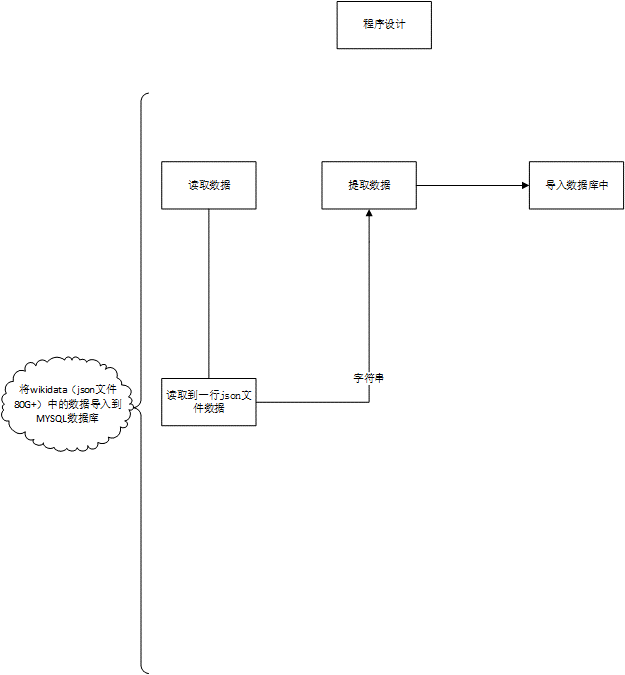 程序设计
读取数据
提取数据
导入数据库中
将wikidata（json文件
80G+）中的数据导入到
MYSQL数据库
字符串
读取到一行json文
件数据